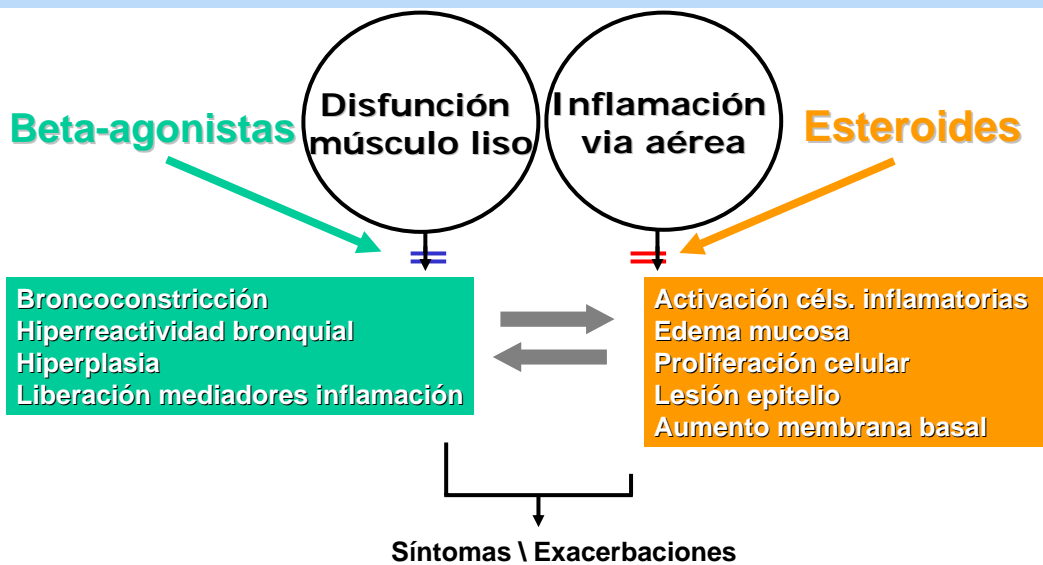 Beta-agonistas
Disfunción
músculo liso
Inflamación
via aérea
Esteroides
Broncoconstricción
Hiperreactividad bronquial
Hiperplasia
Liberación mediadores inflamación
Activación céls. inflamatorias
Edema mucosa
Proliferación celular
Lesión epitelio
Aumento membrana basal
Síntomas \ Exacerbaciones